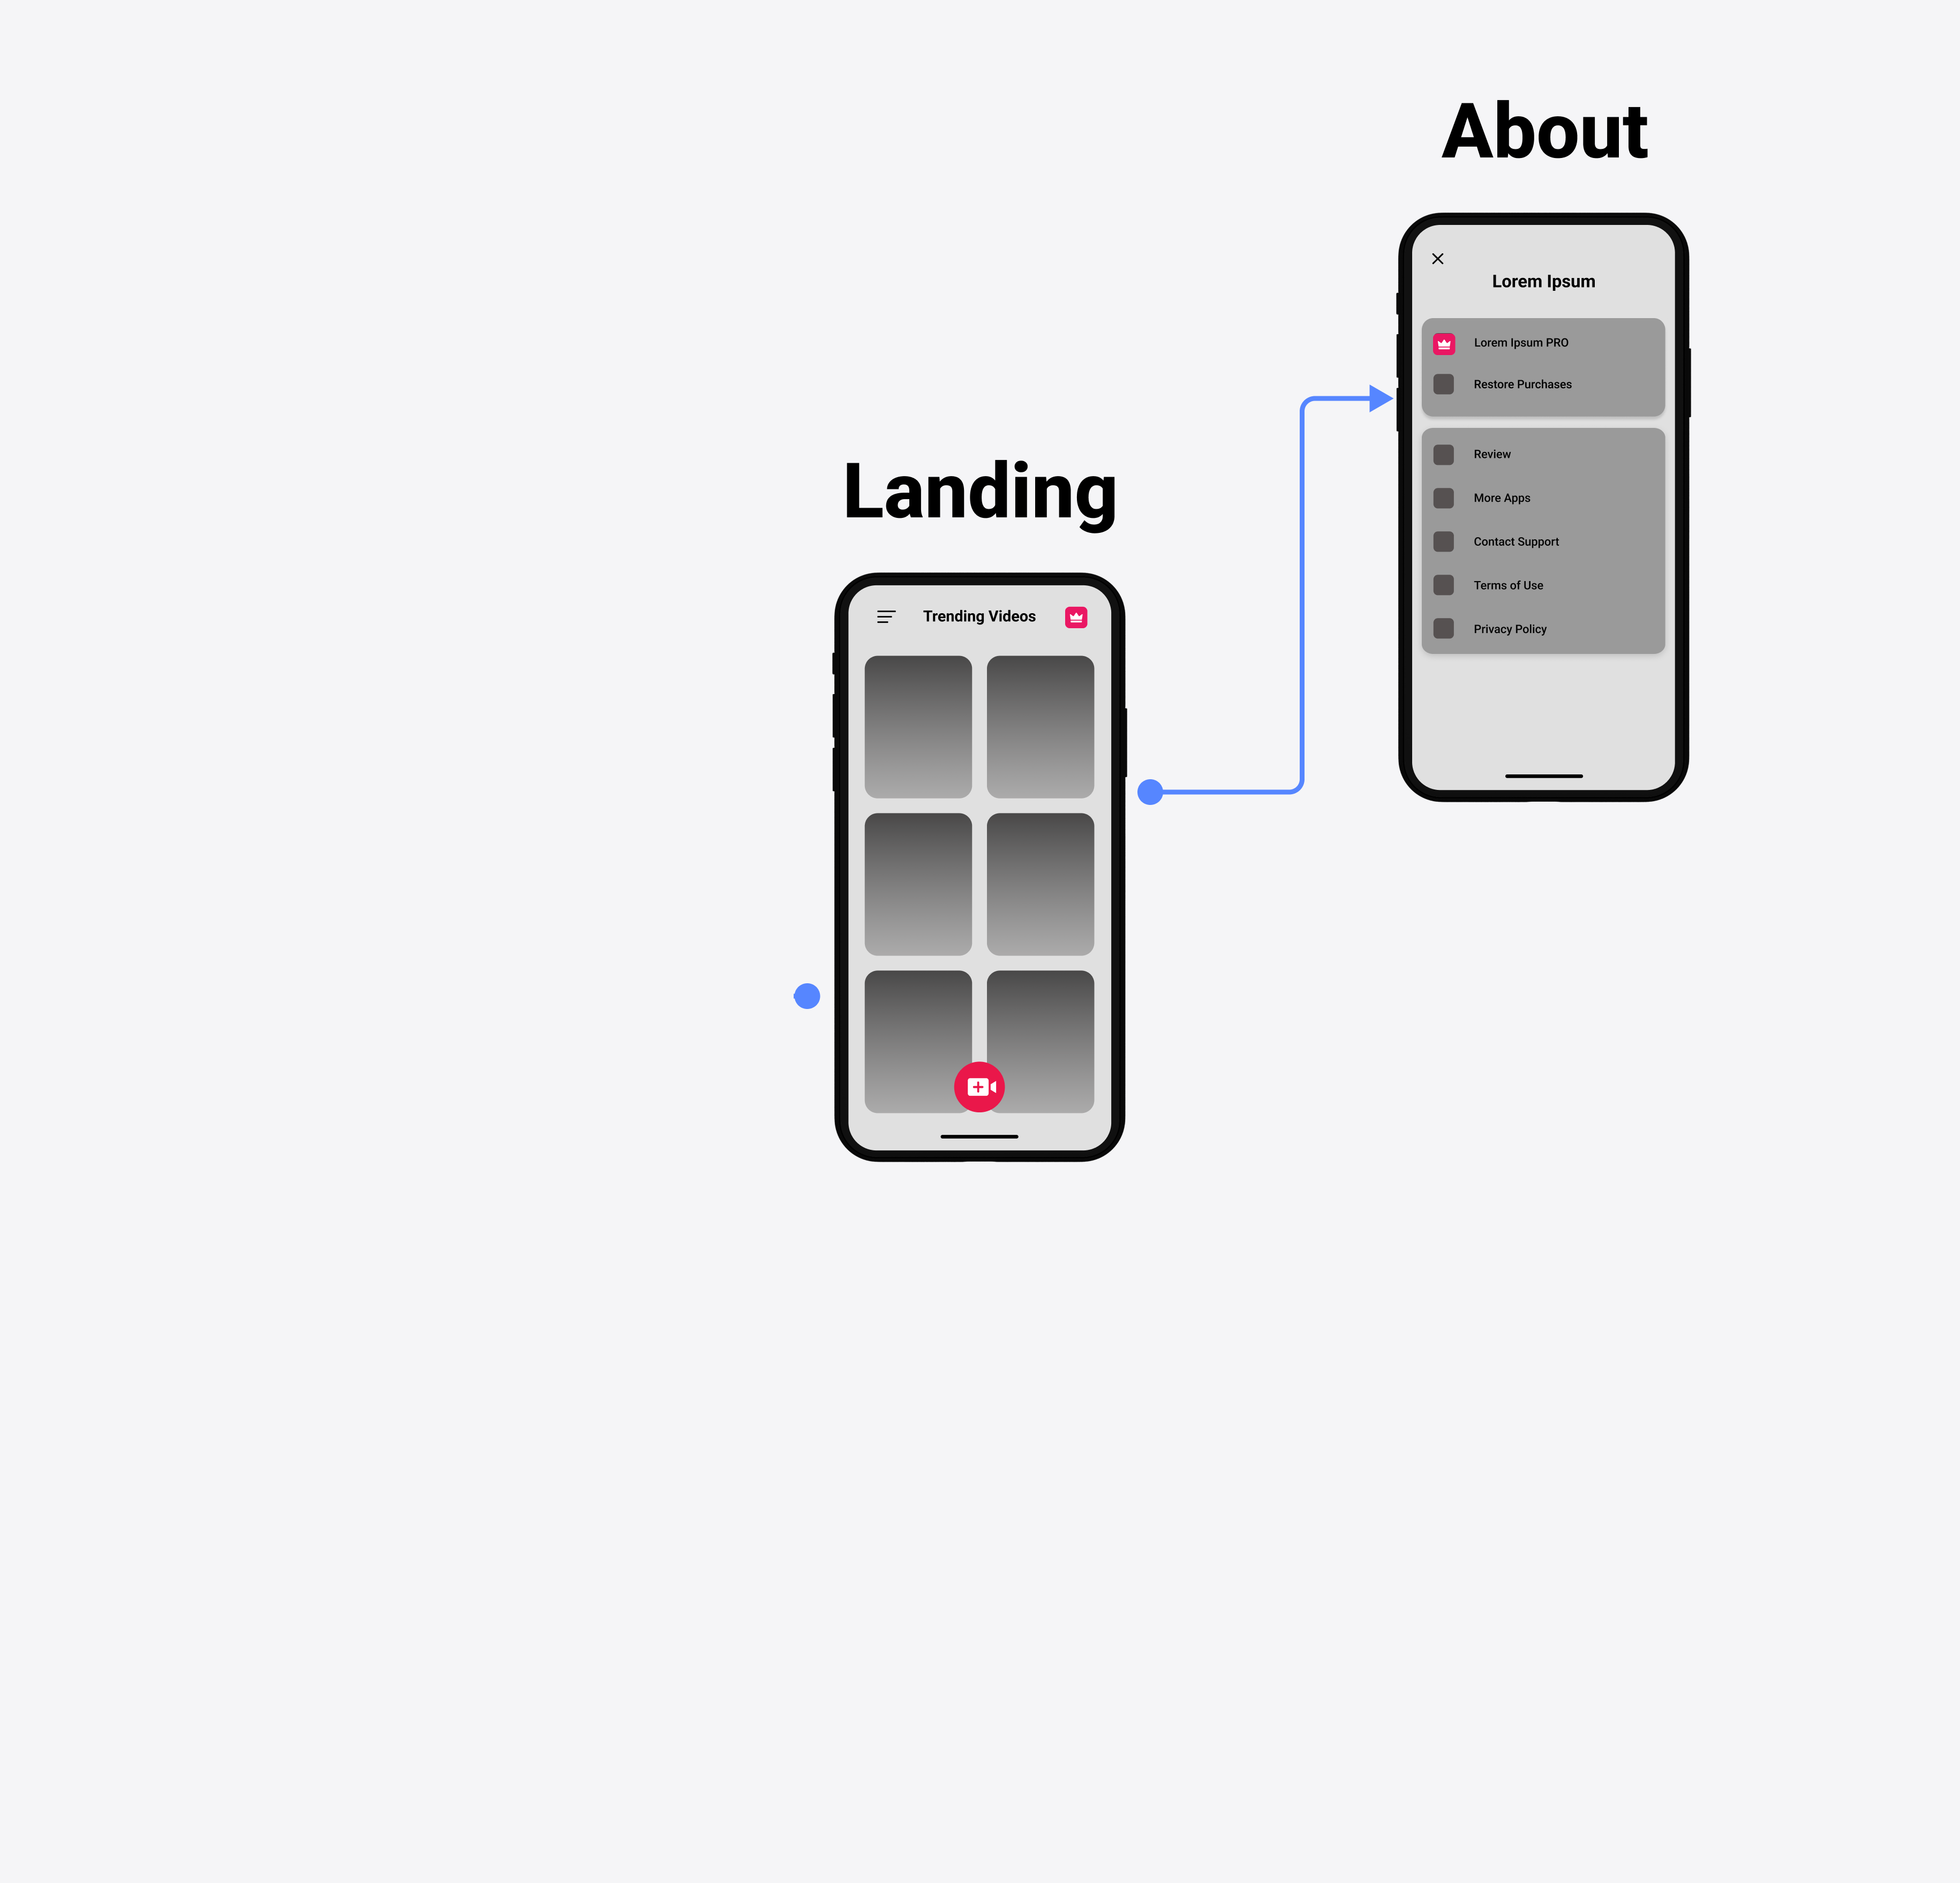 About
Lorem Ipsum
Lorem Ipsum PRO
Restore Purchases
Review
More Apps
Contact Support
Terms of Use
Privacy Policy
Landing
Trending Videos